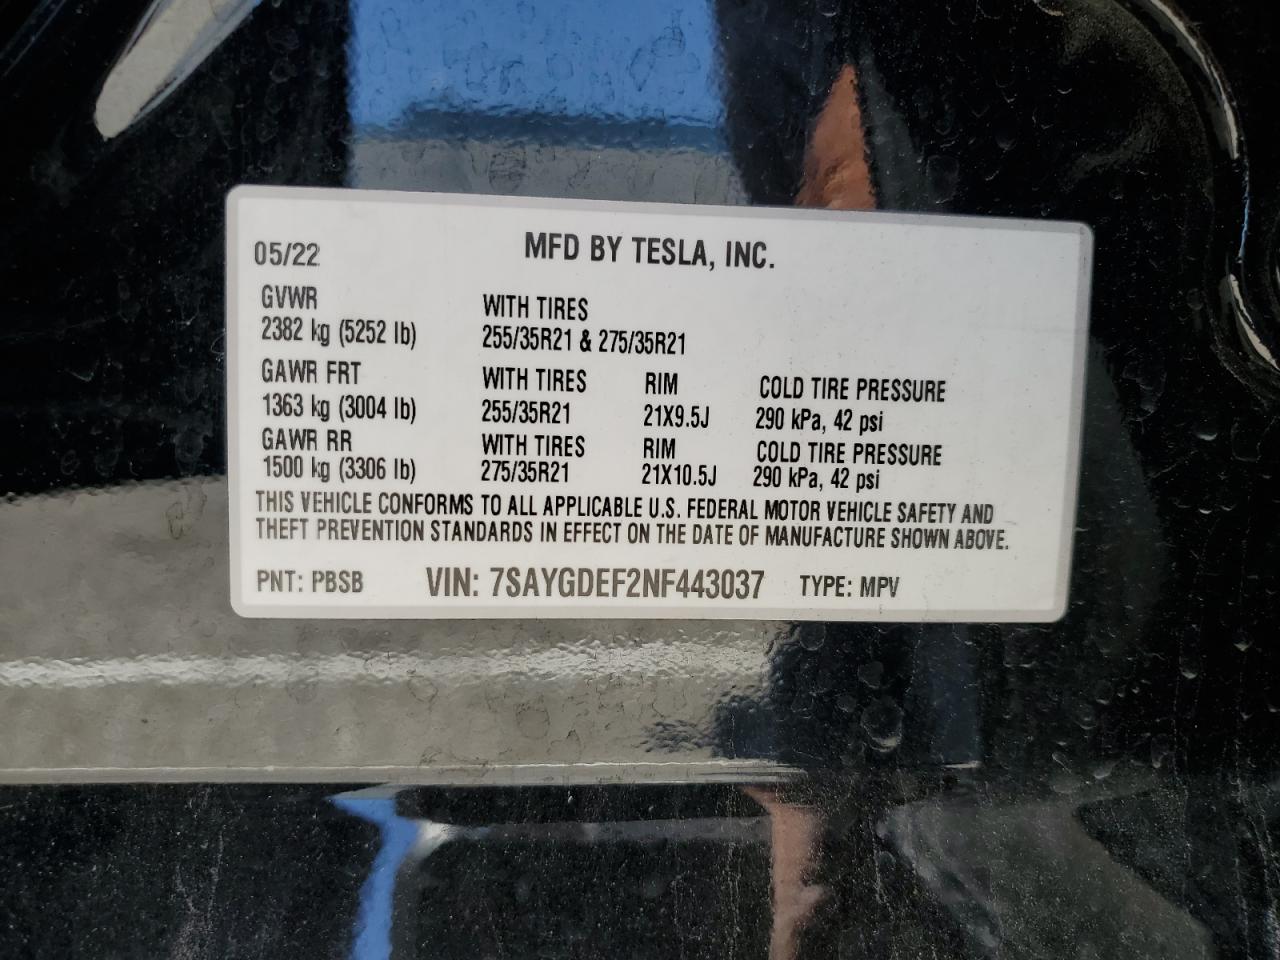 05/22 MFD BY TESLA, INC.
GVWR WITH TIRES
2382 kg (5252 lb) 255/35R21 & 275/35R21
GAWR FRT WITH TIRES RIM COLD TIRE PRESSURE
1363 kg (3004 lb) 255/35R21 21X9.5J 290 kPa, 42 psi
GAWR RR WITH TIRES RIM COLD TIRE PRESSURE
1500 kg (3306 lb) 275/35R21 21X10.5J 290 kPa, 42 psi
THIS VEHICLE CONFORMS TO ALL APPLICABLE U.S. FEDERAL MOTOR VEHICLE SAFETY AND
THEFT PREVENTION STANDARDS IN EFFECT ON THE DATE OF MANUFACTURE SHOWN ABOVE.
PNT: PBSB VIN: 7SAYGDEF2NF443037 TYPE: MPV